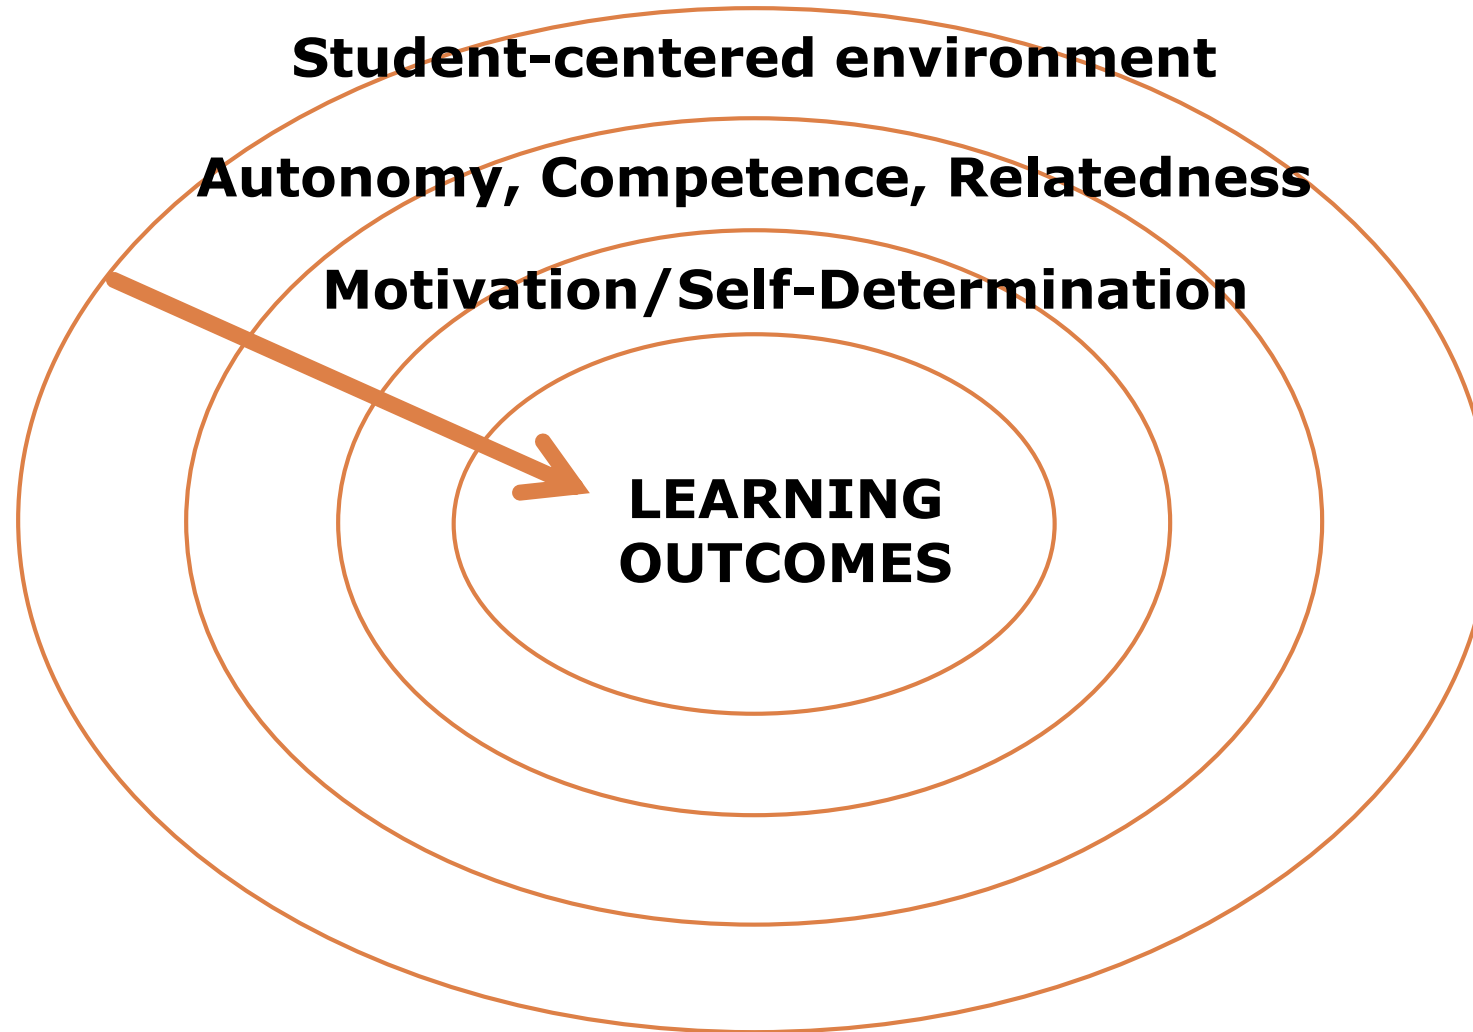 Student-centered environment
Autonomy, Competence, Relatedness
Motivation/Self-Determination
LEARNING
OUTCOMES